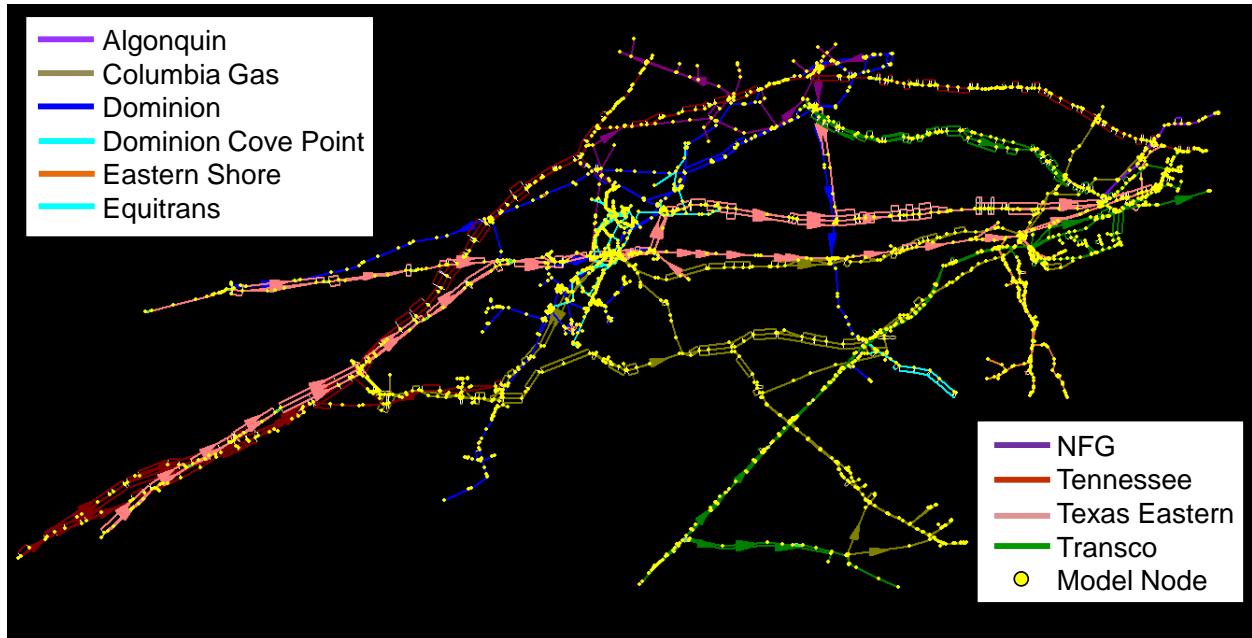 Algonquin
Columbia Gas
Dominion
Dominion Cove Point
Eastern Shore
Equitrans
NFG
Tennessee
Texas Eastern
Transco
Model Node